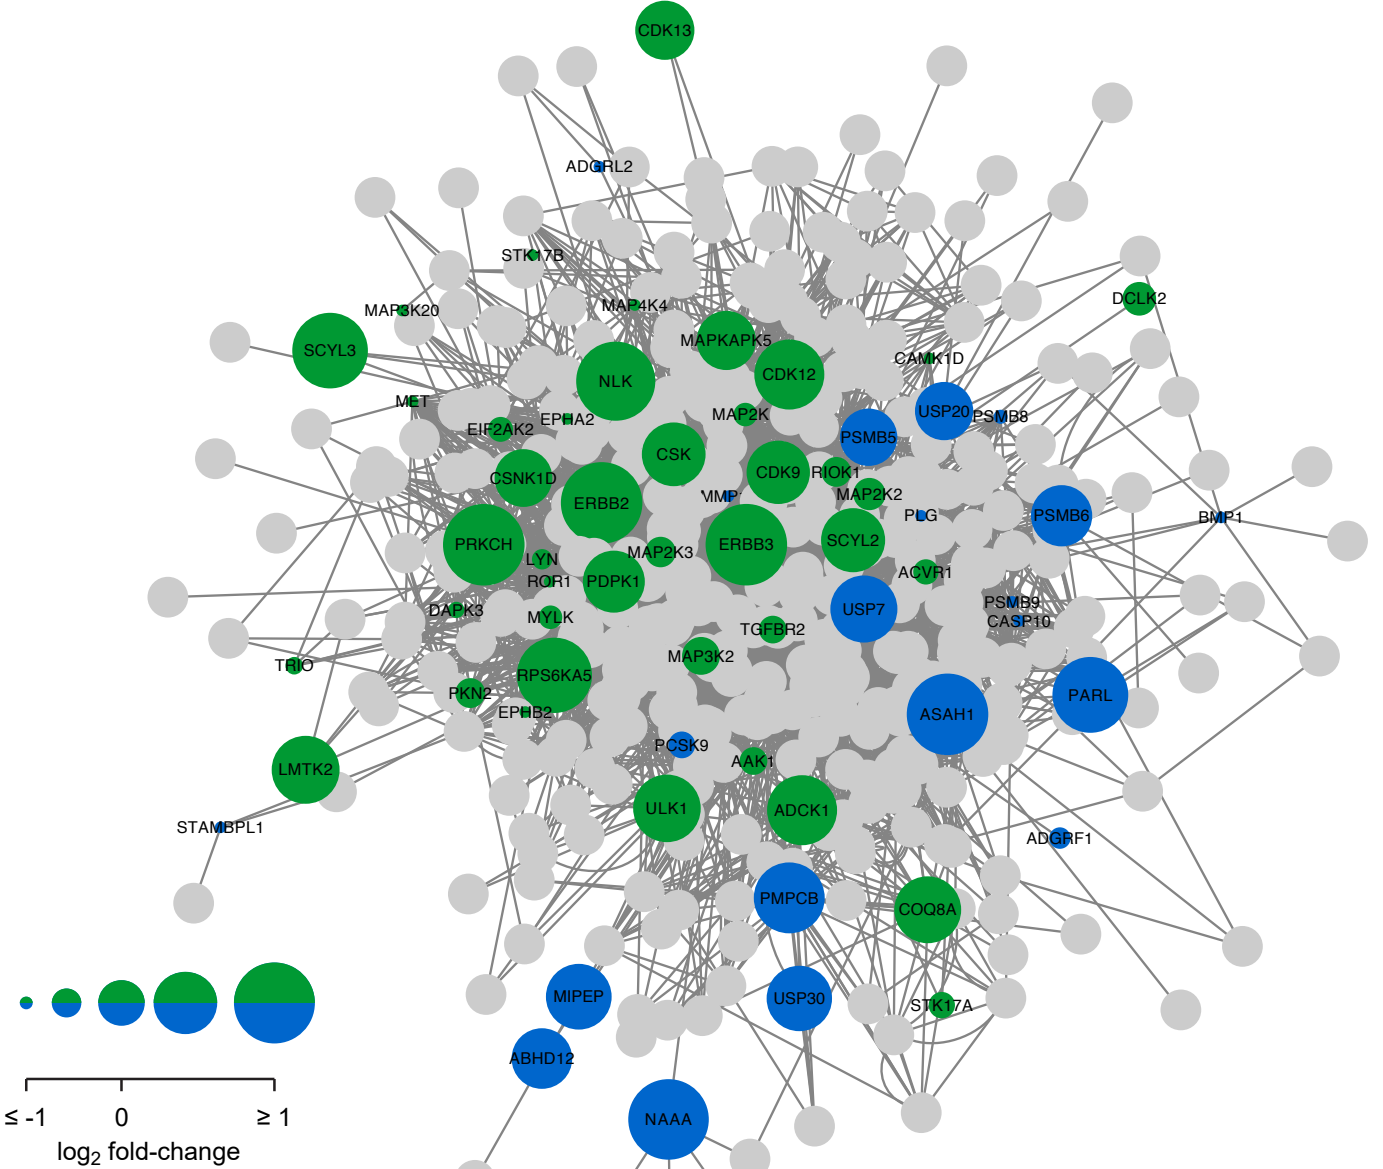 CDK13
ADGRL2
STK17B
DCLK2
MAP3K20
MAP4K4
MAPKAPK5
SCYL3
CAMK1D
CDK12
NLK
MET
USP20
PSMB8
MAP2K
EPHA2
EIF2AK2
PSMB5
CSK
CDK9
RIOK1
CSNK1D
MAP2K2
MMP
ERBB2
PLG
PSMB6
BMP1
SCYL2
PRKCH
ERBB3
MAP2K3
LYN
ACVR1
ROR1
PDPK1
PSMB9
DAPK3
USP7
MYLK
CASP10
TGFBR2
MAP3K2
TRIO
RPS6KA5
PKN2
PARL
EPHB2
ASAH1
PCSK9
AAK1
LMTK2
ULK1
ADCK1
STAMBPL1
ADGRF1
PMPCB
COQ8A
MIPEP
USP30
STK17A
ABHD12
NAAA
≤ -1 0 ≥ 1
log2 fold-change